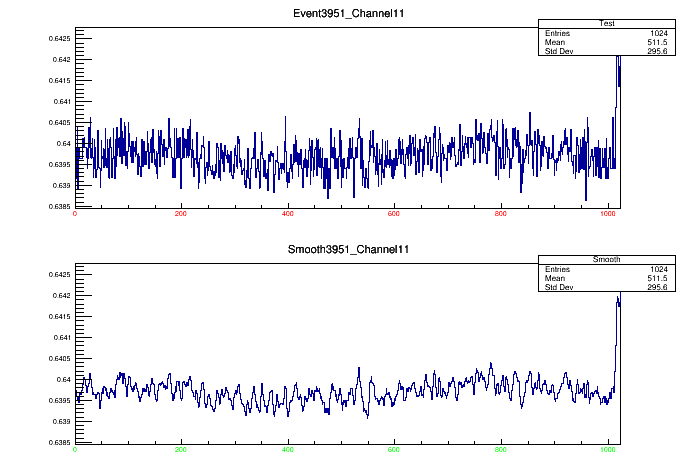 Event3951_Channel11
Test
Entries 1024
Mean 511.5
Std Dev 295.6
0.6425
0.642
0.6415
0.641
0.6405
0.64
0.6395
0.639
0.6385
0 200 400 600 800 1000
Smooth3951_Channel11
Smooth
Entries 1024
Mean 511.5
Std Dev 295.6
0.6425
0.642
0.6415
0.641
0.6405
0.64
0.6395
0.639
0.6385
0 200 400 600 800 1000